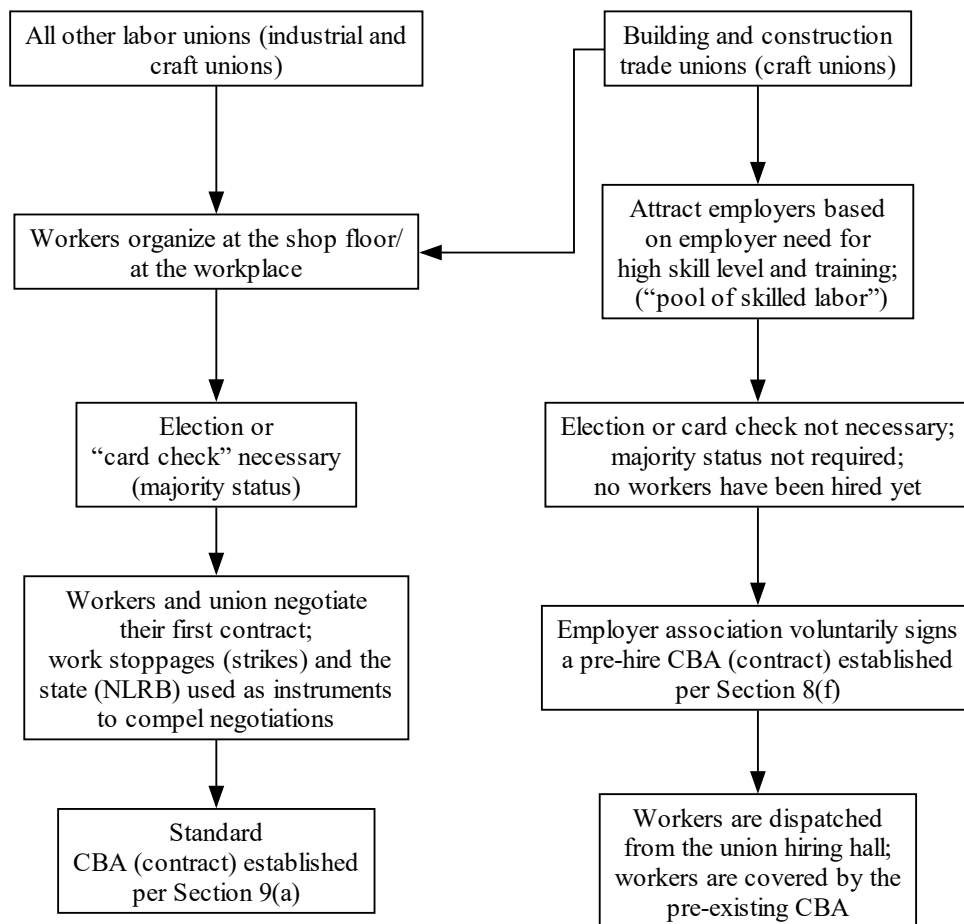 All other labor unions (industrial and
craft unions)
Building and construction
trade unions (craft unions)
Workers organize at the shop floor/
at the workplace
Attract employers based
on employer need for
high skill level and training;
(“pool of skilled labor”)
Election or
“card check” necessary
(majority status)
Election or card check not necessary;
majority status not required;
no workers have been hired yet
Workers and union negotiate
their first contract;
work stoppages (strikes) and the
state (NLRB) used as instruments
to compel negotiations
Employer association voluntarily signs
a pre-hire CBA (contract) established
per Section 8(f)
Standard
CBA (contract) established
per Section 9(a)
Workers are dispatched
from the union hiring hall;
workers are covered by the
pre-existing CBA